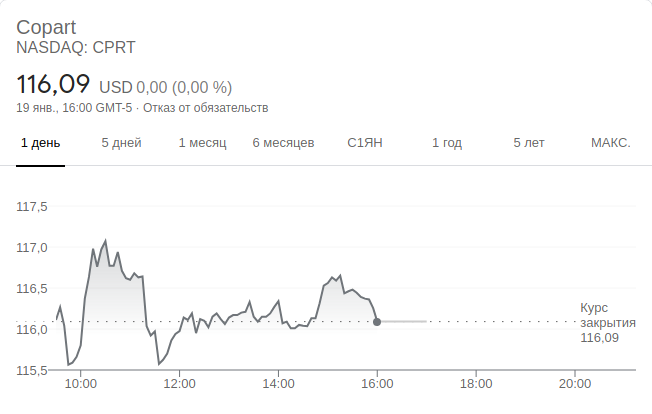 Copart
NASDAQ: CPRT
116,09 USD 0,00 (0,00 %)
19 янв., 16:00 GMT-5 · Отказ от обязательств
1 день 5 дней 1 месяц 6 месяцев С1ЯН 1 год 5 лет МАКС.
117,5
117,0
116,5
116,0
115,5
Курс
закрытия
116,09
10:00 12:00 14:00 16:00 18:00 20:00